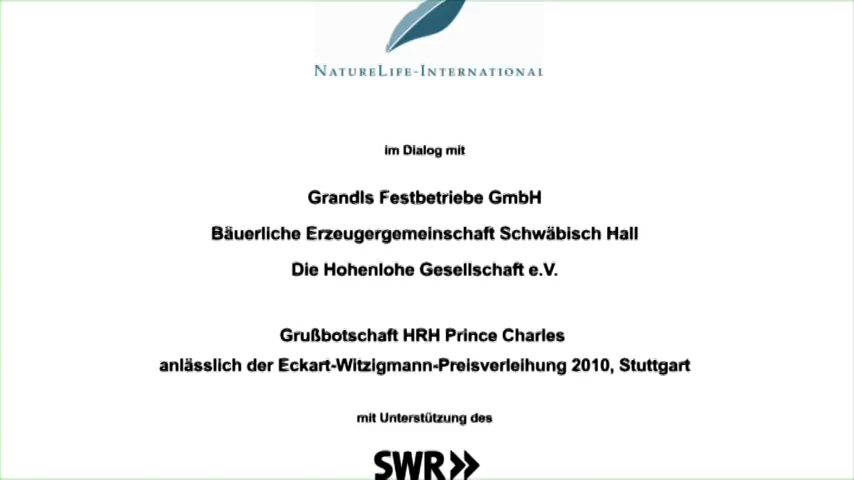 NATURELIFE-INTERNATIONAL
im Dialog mit
Grandls Festbetriebe GmbH
Bäuerliche Erzeugergemeinschaft Schwäbisch Hall
Die Hohenlohe Gesellschaft e.V.
Grußbotschaft HRH Prince Charles
anlässlich der Eckart-Witzigmann-Preisverleihung 2010, Stuttgart
mit Unterstützung des
SWR